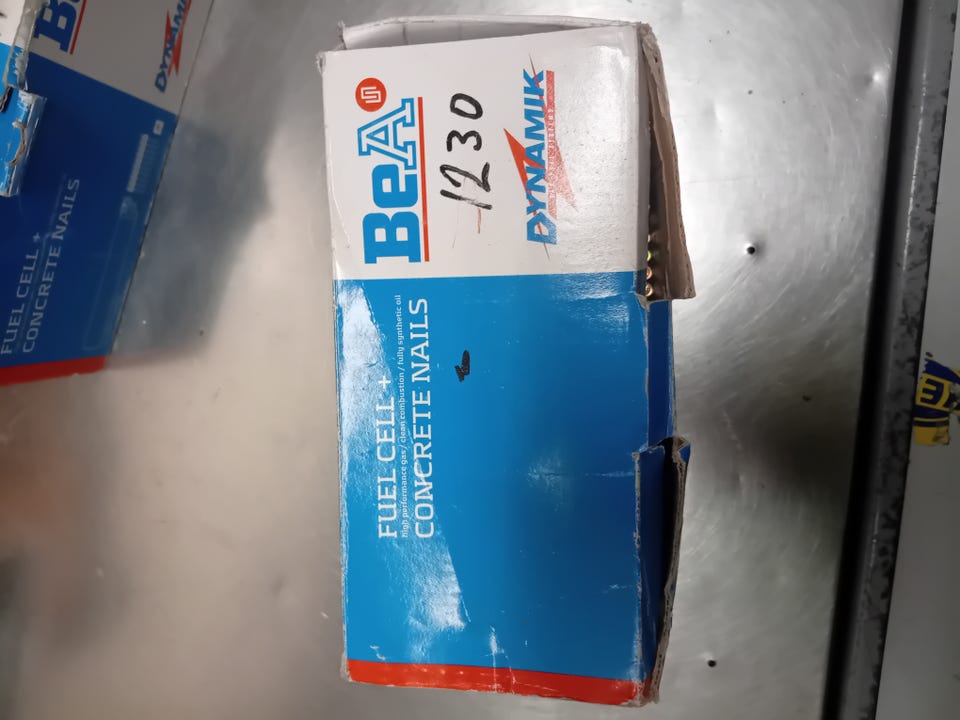 BeA
1230
DYNAMIK
FUEL CELL +
high performance gas / clean combustion / fully synthetic oil
CONCRETE NAILS
DYNAMIK
FUEL CELL +
CONCRETE NAILS